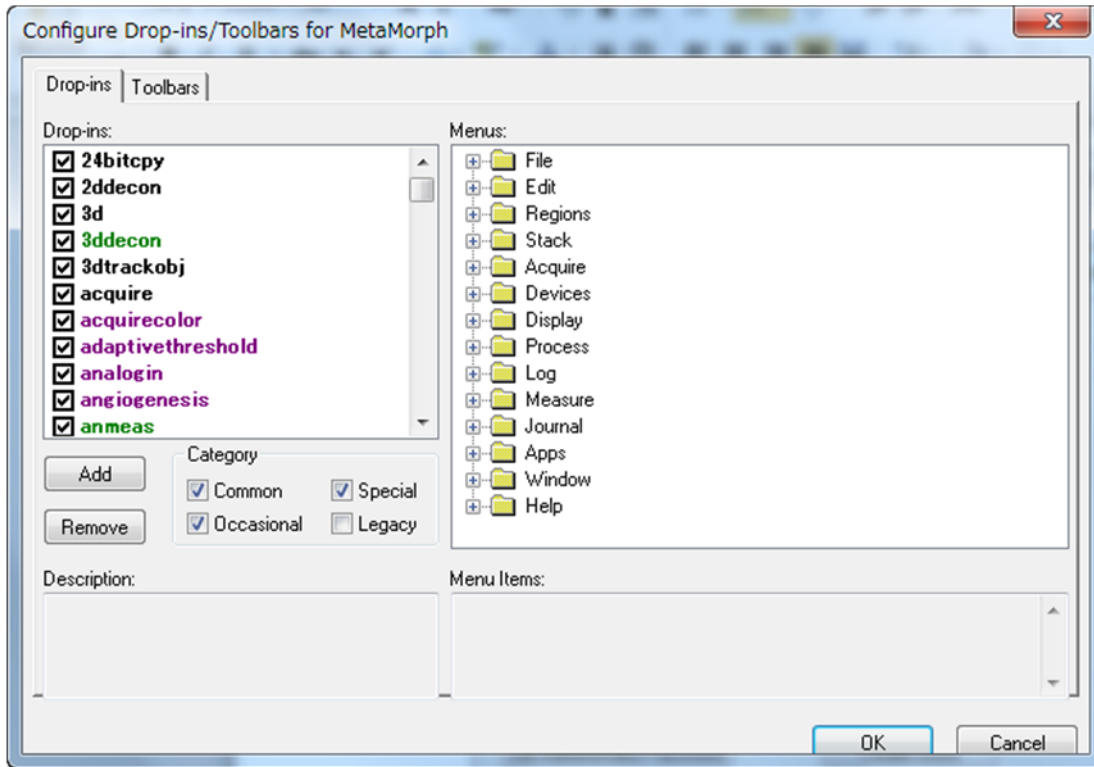 Configure Drop-ins/Toolbars for MetaMorph
Drop-ins Toolbars
Drop-ins:
24bitcpy
2ddecon
3d
3ddecon
3dtrackobj
acquire
acquirecolor
adaptivethreshold
analogin
angiogenesis
anmeas
Menus:
File
Edit
Regions
Stack
Acquire
Devices
Display
Process
Log
Measure
Journal
Apps
Window
Help
Add
Remove
Category
Common Special
Occasional Legacy
Description:
Menu Items:
OK Cancel